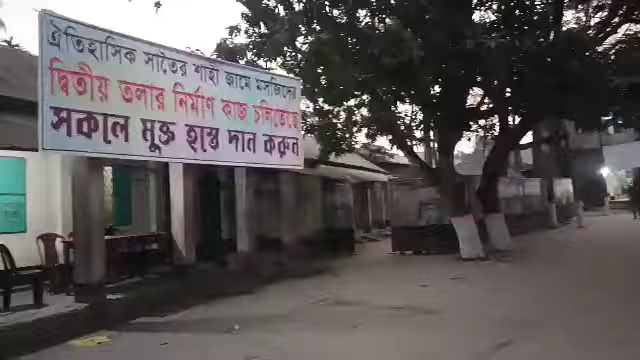 ঐতিহাসিক সাতৈর শাহী জামে মসজিদের
দ্বিতীয় তলার নির্মাণ কাজ চলিতেছে
সকলে মুক্ত হস্তে দান করুন